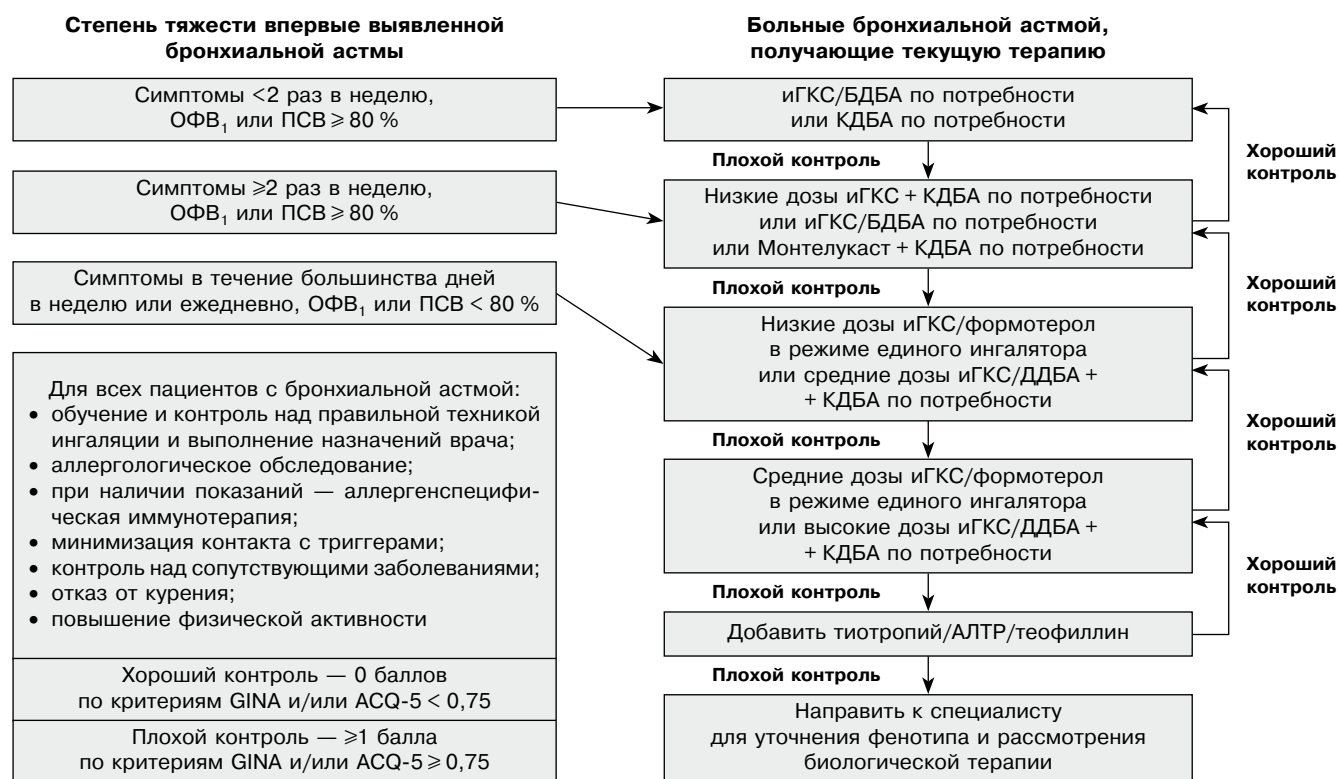 Степень тяжести впервые выявленной
бронхиальной астмы
Симптомы <2 раз в неделю,
ОФВ₁ или ПСВ ⩾ 80 %
Симптомы ⩾2 раз в неделю,
ОФВ₁ или ПСВ ⩾ 80 %
Симптомы в течение большинства дней
в неделю или ежедневно, ОФВ₁ или ПСВ < 80 %
Для всех пациентов с бронхиальной астмой:
• обучение и контроль над правильной техникой
ингаляции и выполнение назначений врача;
• аллергологическое обследование;
• при наличии показаний — аллергенспецифи-
ческая иммунотерапия;
• минимизация контакта с триггерами;
• контроль над сопутствующими заболеваниями;
• отказ от курения;
• повышение физической активности
Хороший контроль — 0 баллов
по критериям GINA и/или ACQ-5 < 0,75
Плохой контроль — ⩾1 балла
по критериям GINA и/или ACQ-5 ⩾ 0,75
Больные бронхиальной астмой,
получающие текущую терапию
иГКС/БДБА по потребности
или КДБА по потребности
Плохой контроль
Хороший
контроль
Низкие дозы иГКС + КДБА по потребности
или иГКС/БДБА по потребности
или Монтелукаст + КДБА по потребности
Плохой контроль
Хороший
контроль
Низкие дозы иГКС/формотерол
в режиме единого ингалятора
или средние дозы иГКС/ДДБА +
+ КДБА по потребности
Плохой контроль
Хороший
контроль
Средние дозы иГКС/формотерол
в режиме единого ингалятора
или высокие дозы иГКС/ДДБА +
+ КДБА по потребности
Плохой контроль
Хороший
контроль
Добавить тиотропий/АЛТР/теофиллин
Плохой контроль
Направить к специалисту
для уточнения фенотипа и рассмотрения
биологической терапии